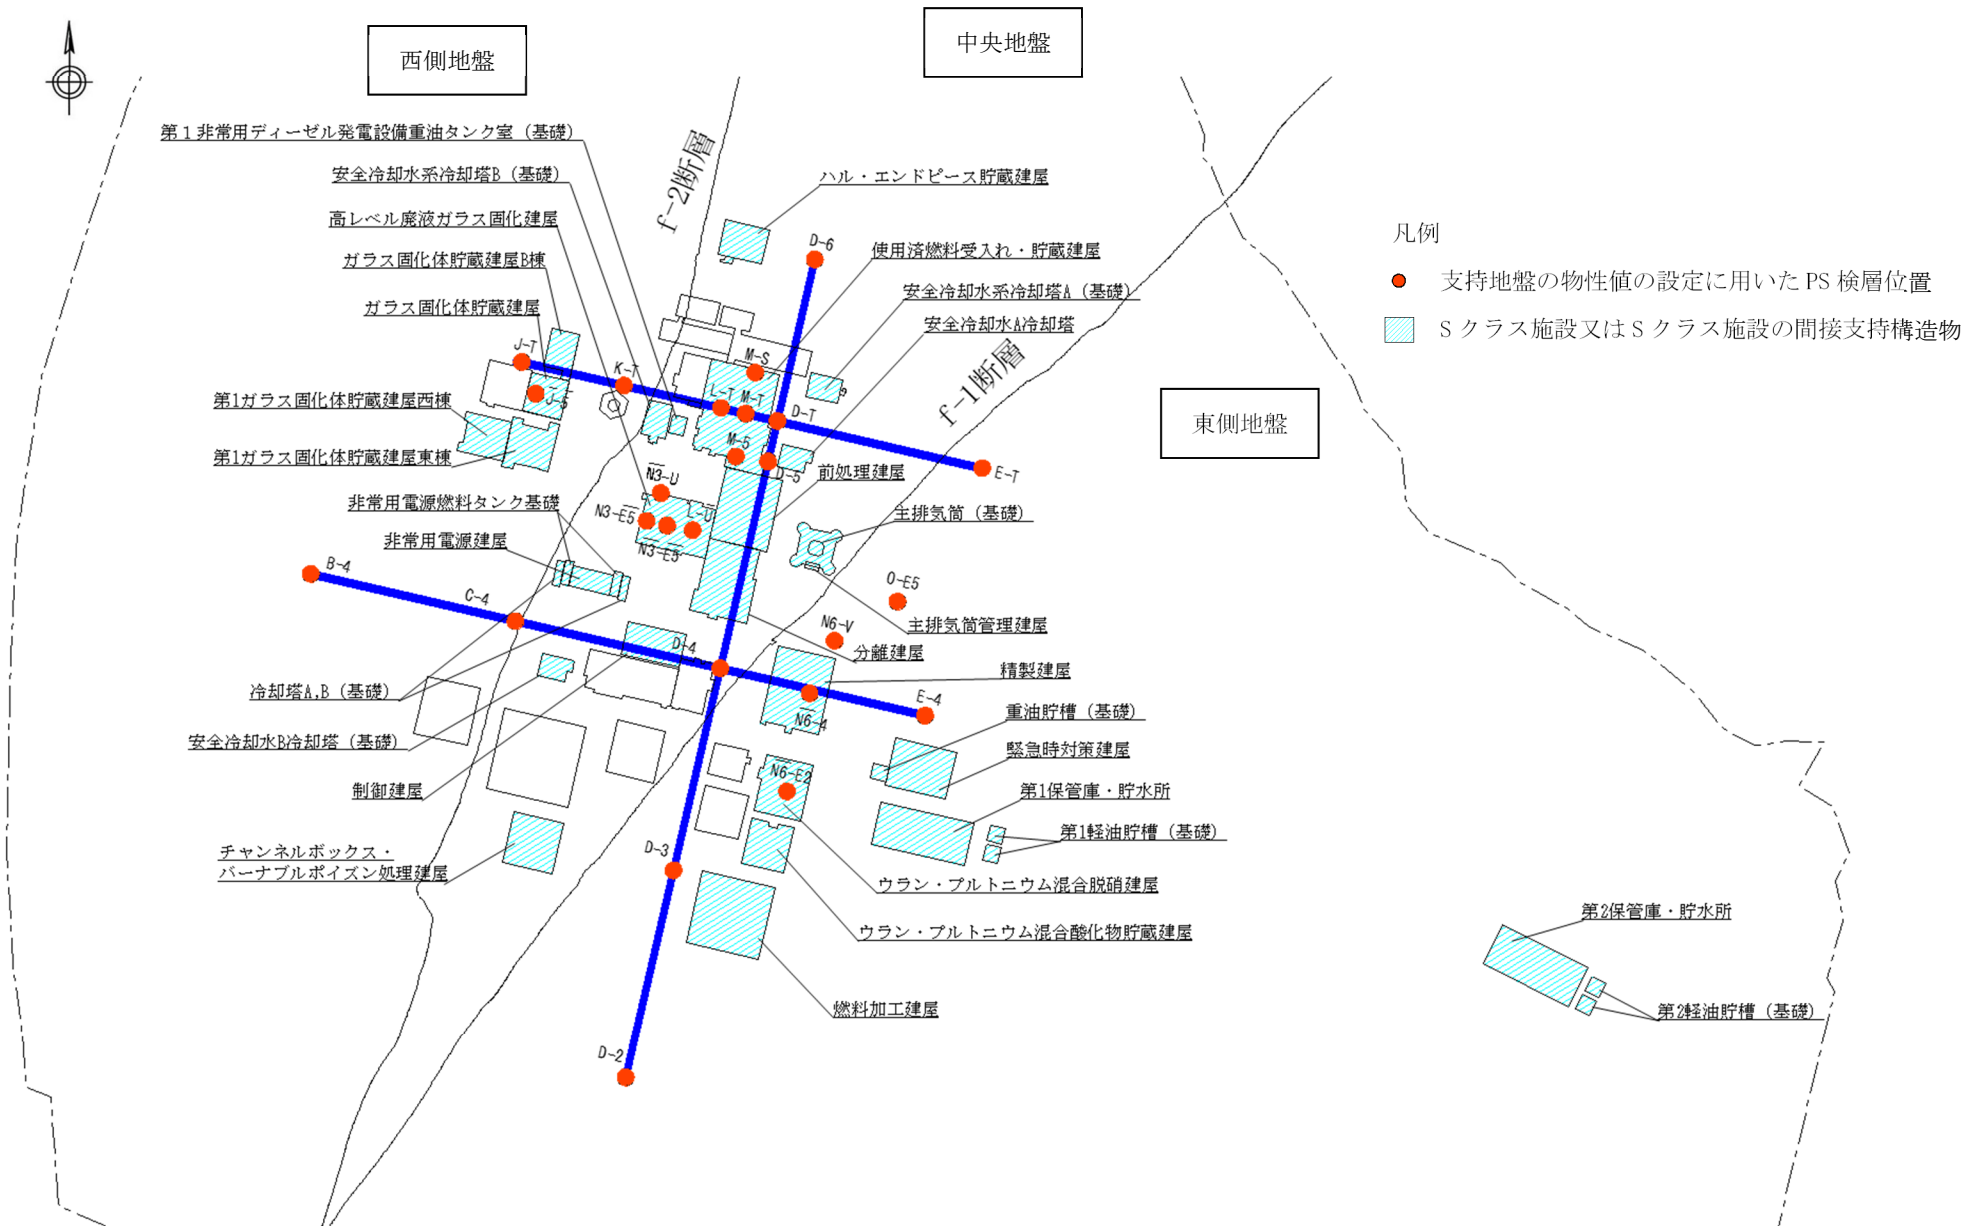 西側地盤
中央地盤
東側地盤
f-2断層
f-1断層
凡例
支持地盤の物性値の設定に用いた PS 検層位置
S クラス施設又は S クラス施設の間接支持構造物
第１非常用ディーゼル発電設備重油タンク室（基礎）
安全冷却水系冷却塔B（基礎）
高レベル廃液ガラス固化建屋
ガラス固化体貯蔵建屋B棟
ガラス固化体貯蔵建屋
第1ガラス固化体貯蔵建屋西棟
第1ガラス固化体貯蔵建屋東棟
非常用電源燃料タンク基礎
非常用電源建屋
冷却塔A,B（基礎）
安全冷却水B冷却塔（基礎）
制御建屋
チャンネルボックス・
バーナブルポイズン処理建屋
ハル・エンドピース貯蔵建屋
使用済燃料受入れ・貯蔵建屋
安全冷却水系冷却塔A（基礎）
安全冷却水A冷却塔
前処理建屋
主排気筒（基礎）
主排気筒管理建屋
分離建屋
精製建屋
重油貯槽（基礎）
緊急時対策建屋
第1保管庫・貯水所
第1軽油貯槽（基礎）
ウラン・プルトニウム混合脱硝建屋
ウラン・プルトニウム混合酸化物貯蔵建屋
燃料加工建屋
第2保管庫・貯水所
第2軽油貯槽（基礎）
D-6
J-T
K-T
M-S
L-T
M-T
D-T
E-T
J-5
M-5
D-5
N3-U
N3-E5
L-U
N3-E5
B-4
C-4
D-4
O-E5
N6-V
N6-4
E-4
N6-E2
D-3
D-2